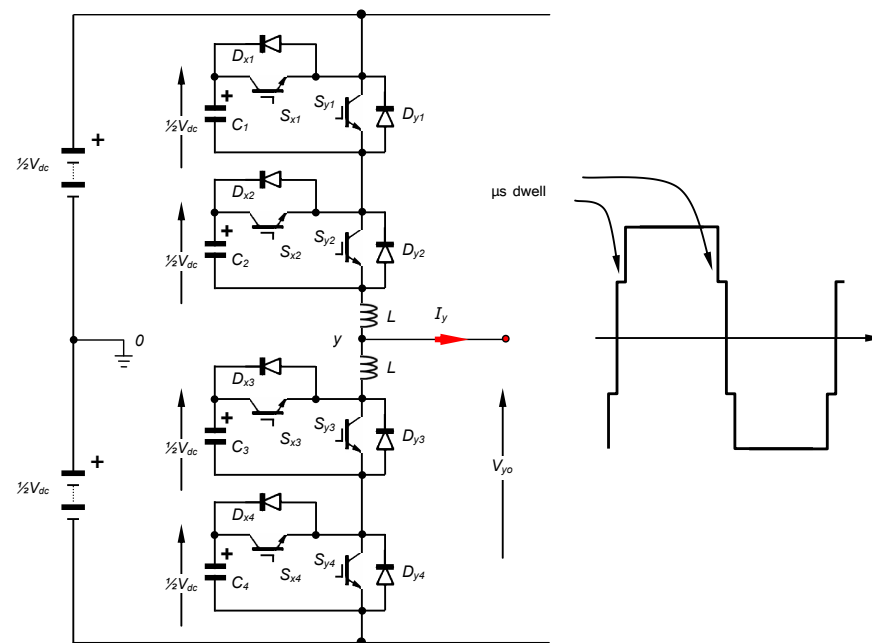 Dx1
+
Sx1
Sy1
Dy1
C1
½Vdc
+
½Vdc
Dx2
+
Sx2
Sy2
Dy2
C2
½Vdc
µs dwell
L
y
Iy
0
L
Dx3
+
Sx3
Sy3
Dy3
C3
½Vdc
Vyo
+
½Vdc
Dx4
+
Sx4
Sy4
Dy4
C4
½Vdc